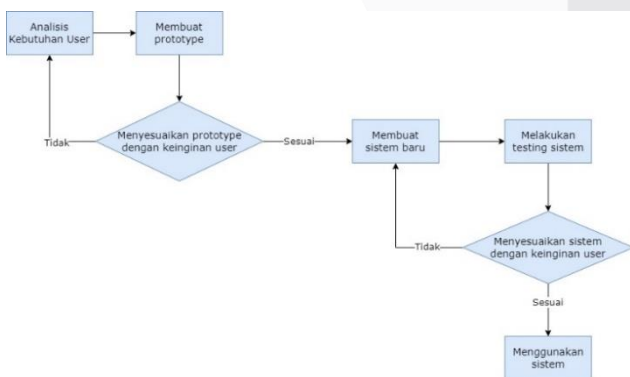 Analisis
Kebutuhan User
Membuat
prototype
Menyesuaikan prototype
dengan keinginan user
Tidak
Sesuai
Membuat
sistem baru
Melakukan
testing sistem
Menyesuaikan sistem
dengan keinginan user
Tidak
Sesuai
Menggunakan
sistem